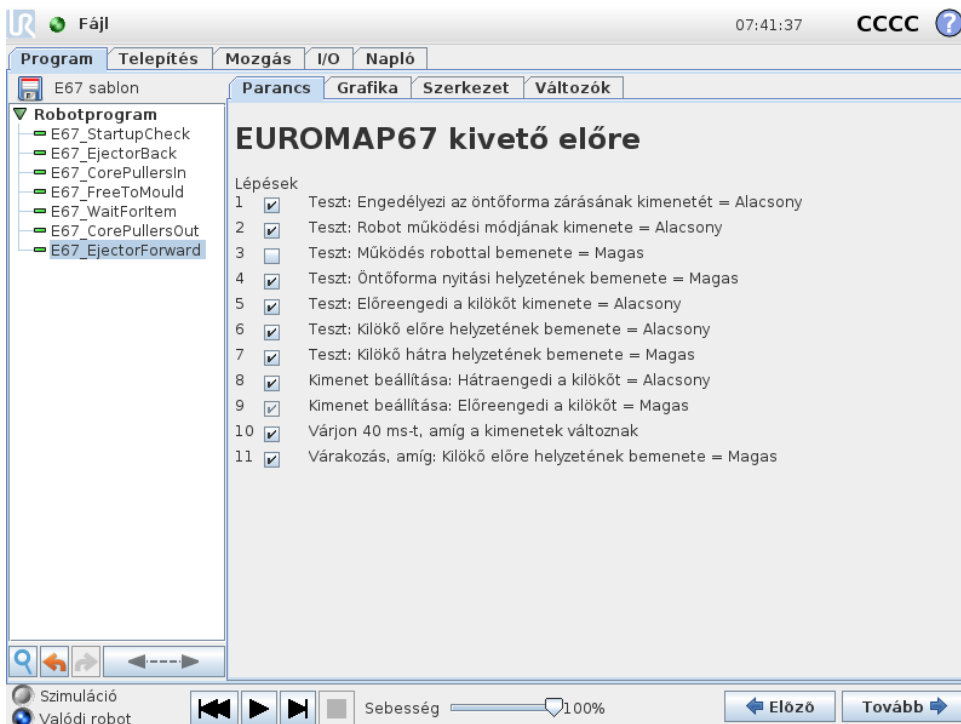 UR Fájl 07:41:37 CCCC ?
Program Telepítés Mozgás I/O Napló
E67 sablon
Parancs Grafika Szerkezet Változók
Robotprogram
E67_StartupCheck
E67_EjectorBack
E67_CorePullersIn
E67_FreeToMould
E67_WaitForItem
E67_CorePullersOut
E67_EjectorForward
EUROMAP67 kivető előre
Lépések
1 Teszt: Engedélyezi az öntőforma zárásának kimenetét = Alacsony
2 Teszt: Robot működési módjának kimenete = Alacsony
3 Teszt: Működés robottal bemenete = Magas
4 Teszt: Öntőforma nyitási helyzetének bemenete = Magas
5 Teszt: Előreengedi a kilökőt kimenete = Alacsony
6 Teszt: Kilökő előre helyzetének bemenete = Alacsony
7 Teszt: Kilökő hátra helyzetének bemenete = Magas
8 Kimenet beállítása: Hátraengedi a kilökőt = Alacsony
9 Kimenet beállítása: Előreengedi a kilökőt = Magas
10 Várjon 40 ms-t, amíg a kimenetek változnak
11 Várakozás, amíg: Kilökő előre helyzetének bemenete = Magas
Szimuláció
Valódi robot
Sebesség 100%
Elöző Tovább